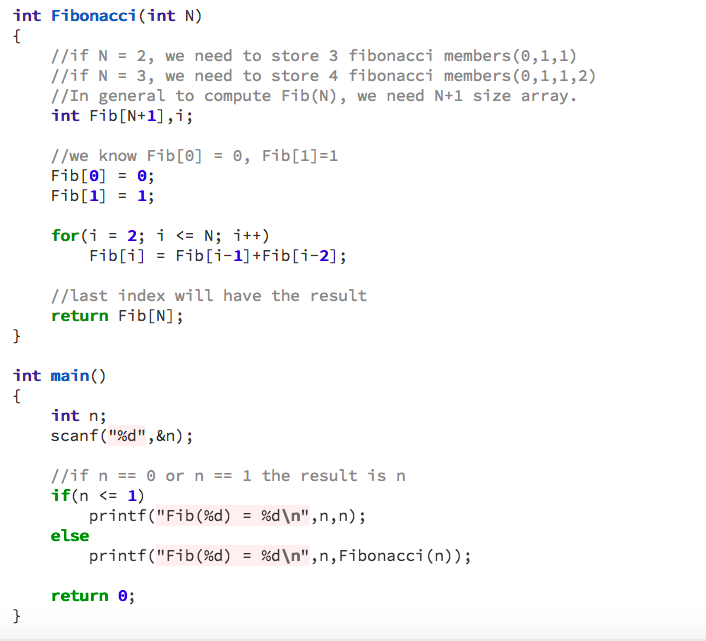 int Fibonacci(int N)
{
    //if N = 2, we need to store 3 fibonacci members(0,1,1)
    //if N = 3, we need to store 4 fibonacci members(0,1,1,2)
    //In general to compute Fib(N), we need N+1 size array.
    int Fib[N+1],i;

    //we know Fib[0] = 0, Fib[1]=1
    Fib[0] = 0;
    Fib[1] = 1;

    for(i = 2; i <= N; i++)
        Fib[i] = Fib[i-1]+Fib[i-2];

    //last index will have the result
    return Fib[N];
}

int main()
{
    int n;
    scanf("%d",&n);

    //if n == 0 or n == 1 the result is n
    if(n <= 1)
        printf("Fib(%d) = %d\n",n,n);
    else
        printf("Fib(%d) = %d\n",n,Fibonacci(n));

    return 0;
}